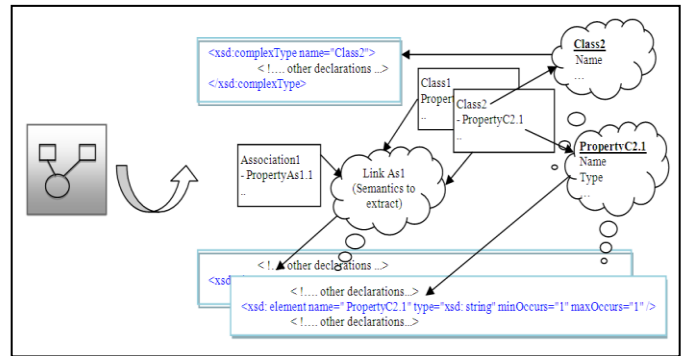 <xsd:complexType name="Class2">
< !…. other declarations ...>
</xsd:complexType>
Class2
Name
…
Class1
Proper
..
Class2
- PropertyC2.1
..
PropertyC2.1
Name
Type
…
Association1
- PropertyAs1.1
..
Link As1
(Semantics to
extract)
< !…. other declarations ...>
<xsd:
< !…. other declarations...>
<xsd: element name=" PropertyC2.1" type="xsd: string" minOccurs="1" maxOccurs="1" />
< !…. other declarations...>